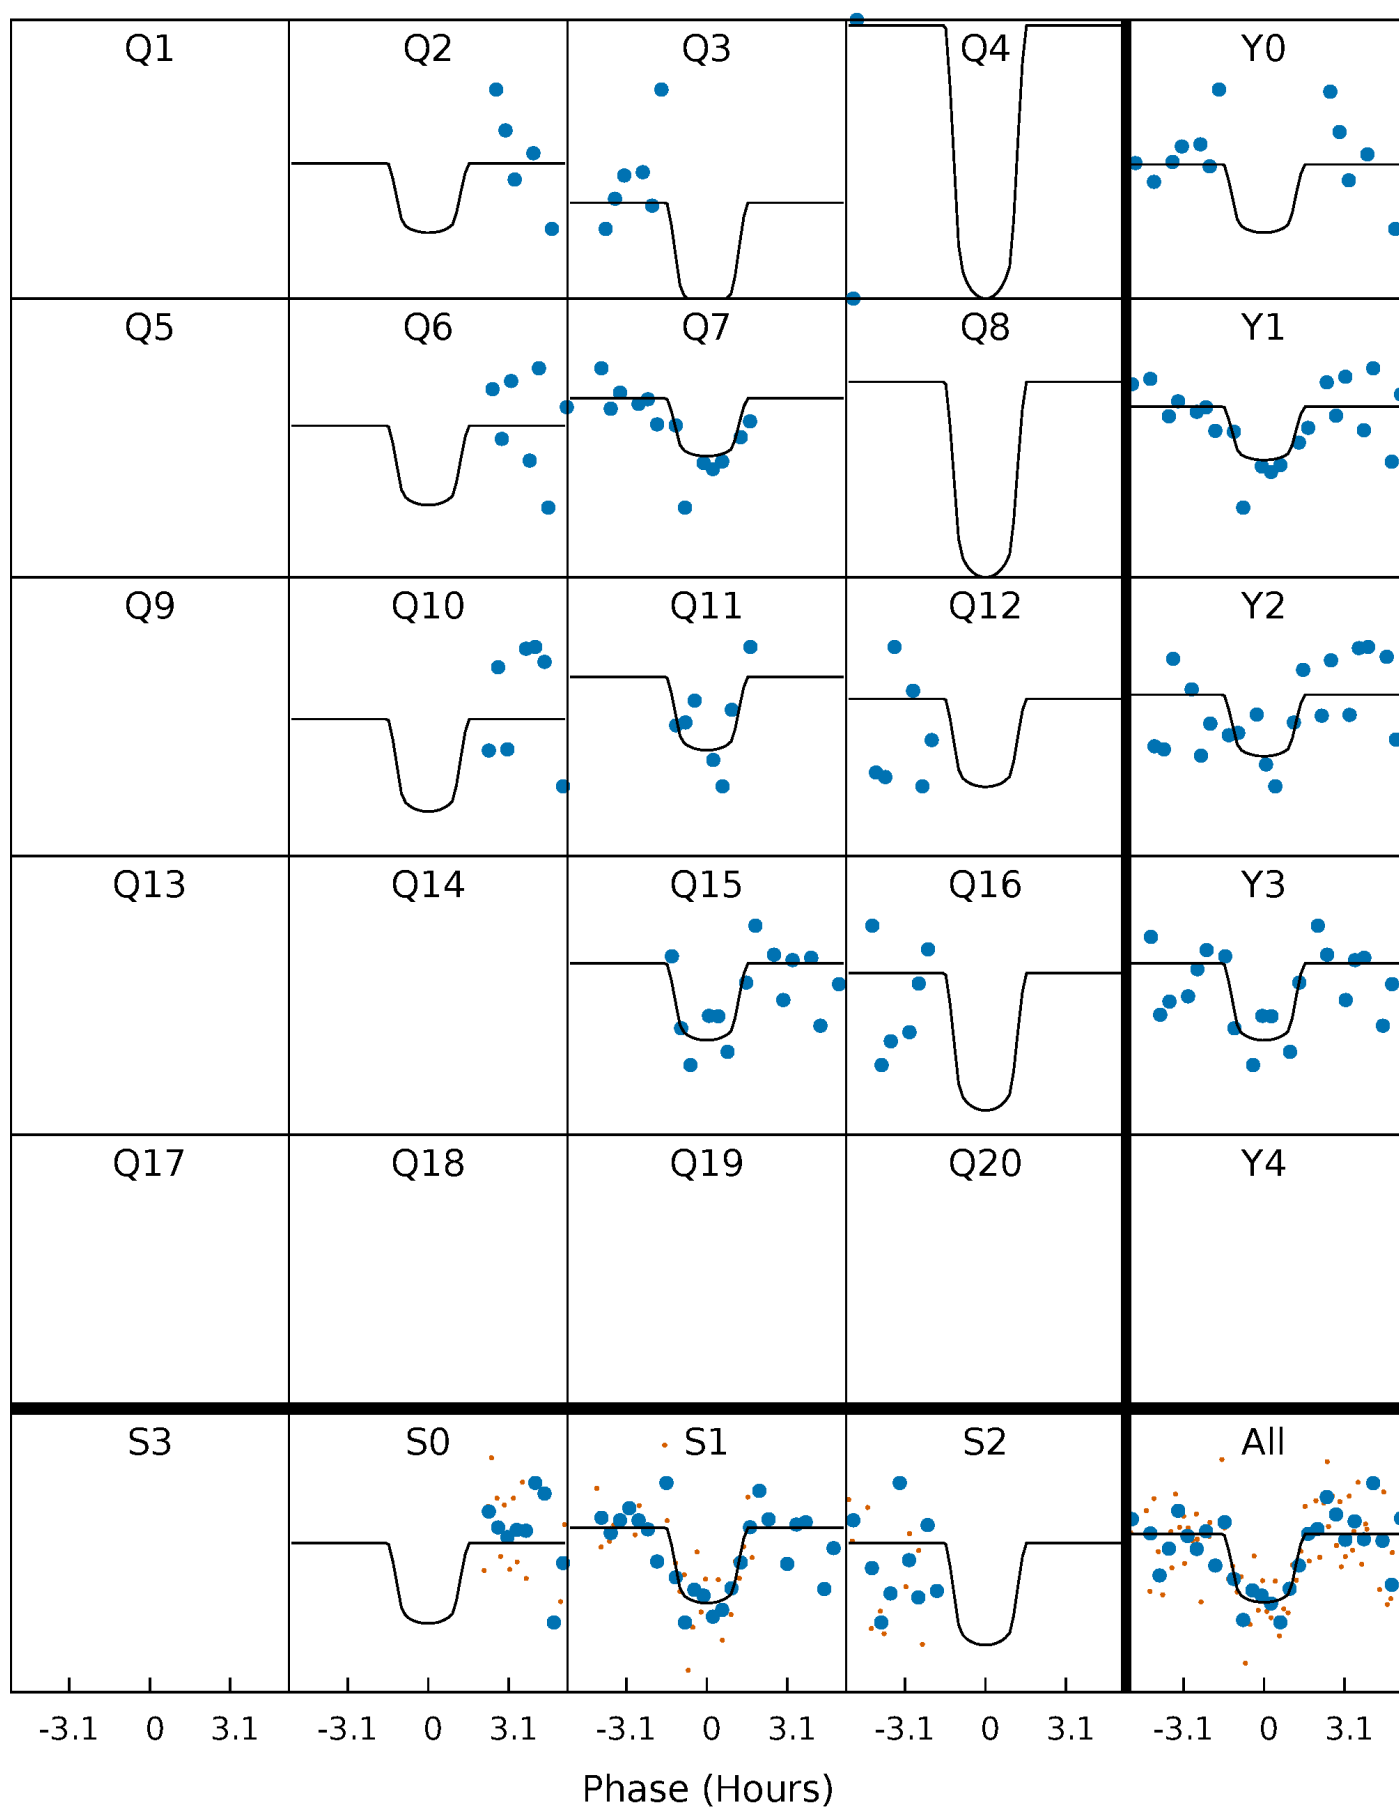 Q1 Q2 Q3 Q4 Y0
Q5 Q6 Q7 Q8 Y1
Q9 Q10 Q11 Q12 Y2
Q13 Q14 Q15 Q16 Y3
Q17 Q18 Q19 Q20 Y4
S3 S0 S1 S2 All
-3.1 0 3.1 -3.1 0 3.1 -3.1 0 3.1 -3.1 0 3.1 -3.1 0 3.1
Phase (Hours)